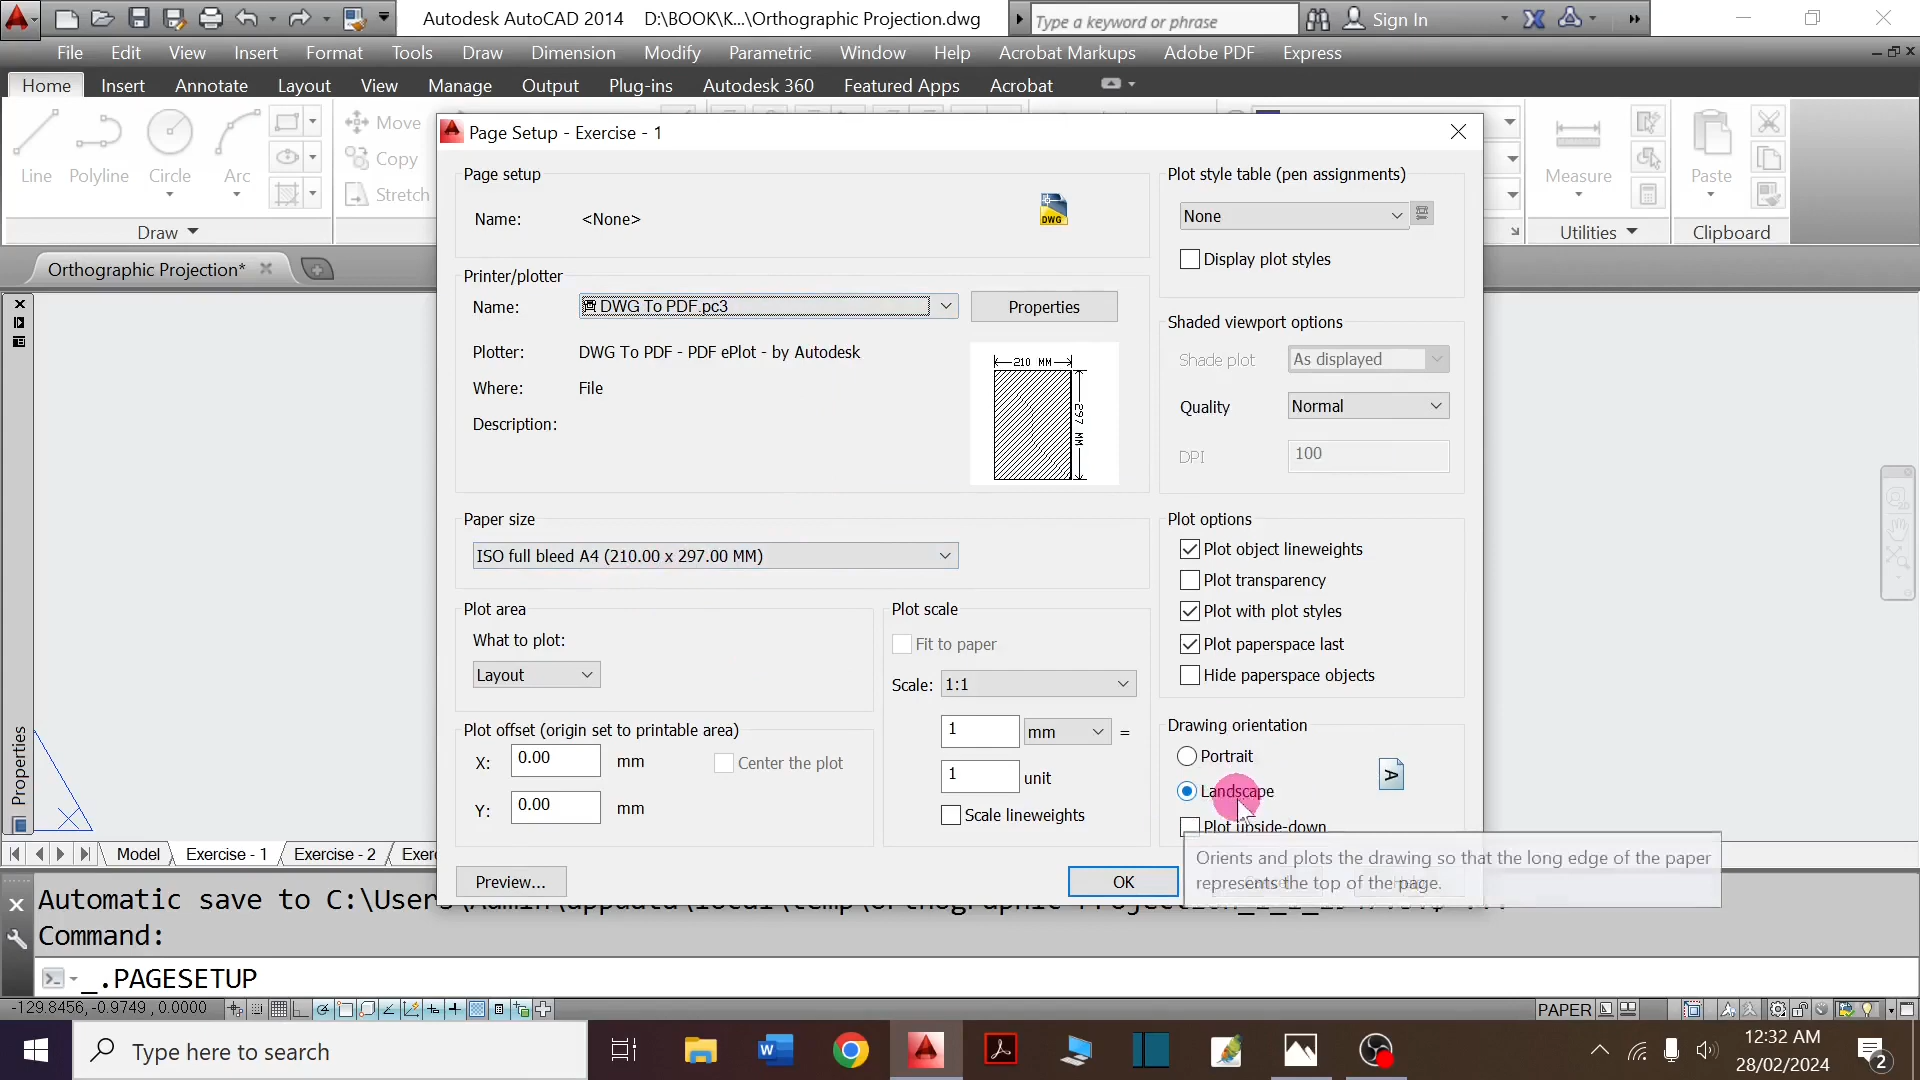 Autodesk AutoCAD 2014 D:\BOOK\K...\Orthographic Projection.dwg
Type a keyword or phrase
Sign In
File Edit View Insert Format Tools Draw Dimension Modify Parametric Window Help Acrobat Markups Adobe PDF Express
Home Insert Annotate Layout View Manage Output Plug-ins Autodesk 360 Featured Apps Acrobat
Line Polyline Circle Arc
Move
Copy
Stretch
Draw
Measure
Paste
Utilities
Clipboard
Orthographic Projection*
Properties
Page Setup - Exercise - 1
Page setup
Name: <None>
DWG
Printer/plotter
Name: DWG To PDF.pc3
Properties
Plotter: DWG To PDF - PDF ePlot - by Autodesk
Where: File
Description:
210 MM
297 MM
Paper size
ISO full bleed A4 (210.00 x 297.00 MM)
Plot area
What to plot:
Layout
Plot offset (origin set to printable area)
X: 0.00 mm
Center the plot
Y: 0.00 mm
Plot scale
Fit to paper
Scale: 1:1
1 mm =
1 unit
Scale lineweights
Plot style table (pen assignments)
None
Display plot styles
Shaded viewport options
Shade plot As displayed
Quality Normal
DPI 100
Plot options
Plot object lineweights
Plot transparency
Plot with plot styles
Plot paperspace last
Hide paperspace objects
Drawing orientation
Portrait
Landscape
A
Plot upside-down
Orients and plots the drawing so that the long edge of the paper
represents the top of the page.
Preview...
OK
Model Exercise - 1 Exercise - 2 Exer
Automatic save to C:\Users
Command:
_.PAGESETUP
-129.8456, -0.9749 , 0.0000
PAPER
Type here to search
12:32 AM
28/02/2024
2